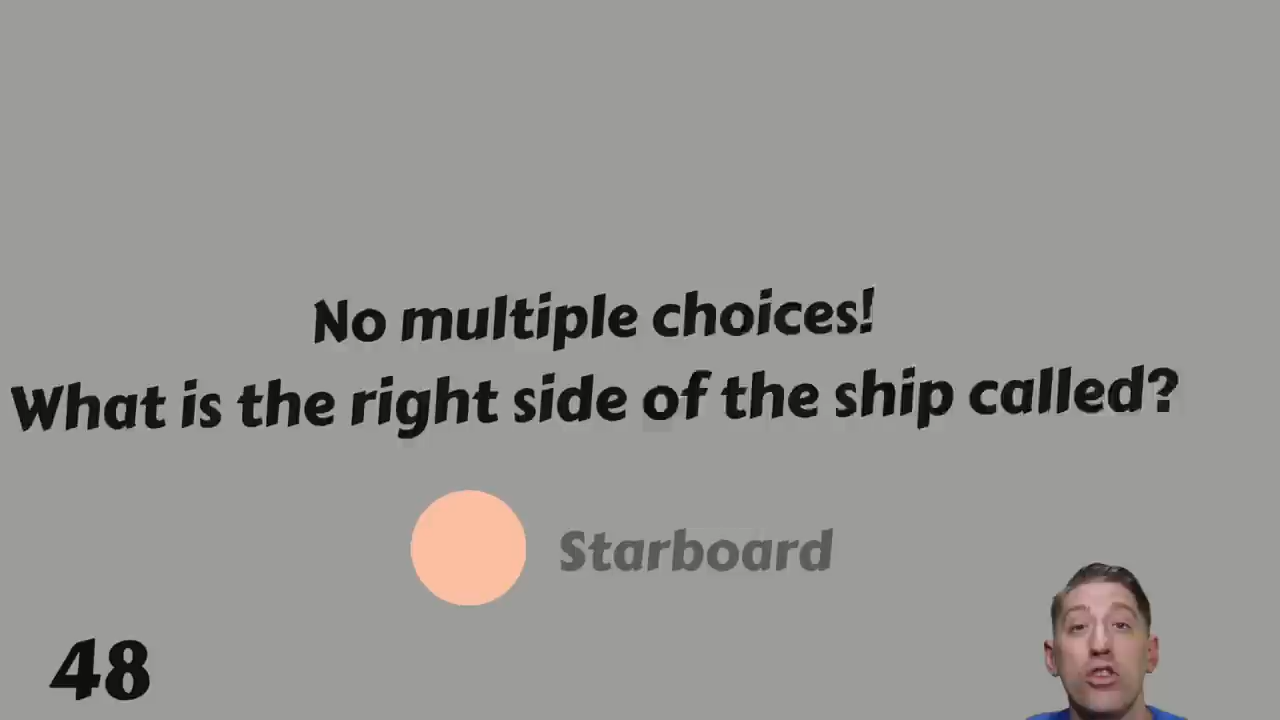 No multiple choices!
What is the right side of the ship called?
Starboard
48